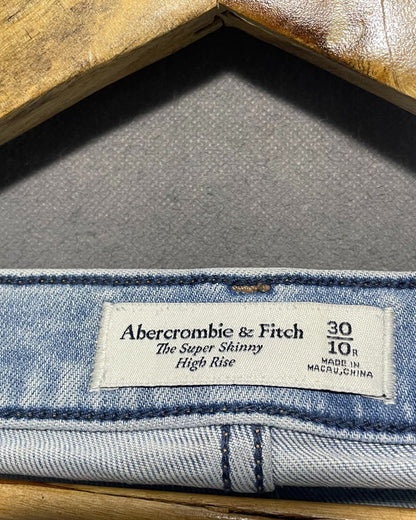 Abercrombie & Fitch
The Super Skinny
High Rise
30
10R
MADE IN
MACAU,CHINA